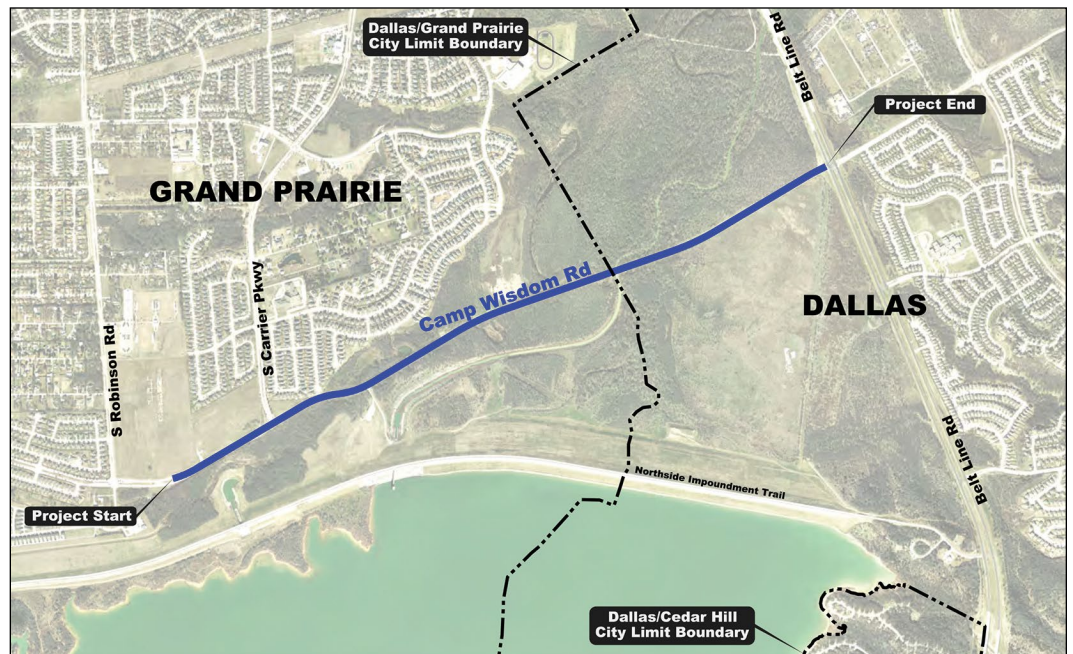 Dallas/Grand Prairie
City Limit Boundary
Belt Line Rd
Project End
GRAND PRAIRIE
Camp Wisdom Rd
S Carrier Pkwy
DALLAS
S Robinson Rd
Belt Line Rd
Northside Impoundment Trail
Project Start
Dallas/Cedar Hill
City Limit Boundary